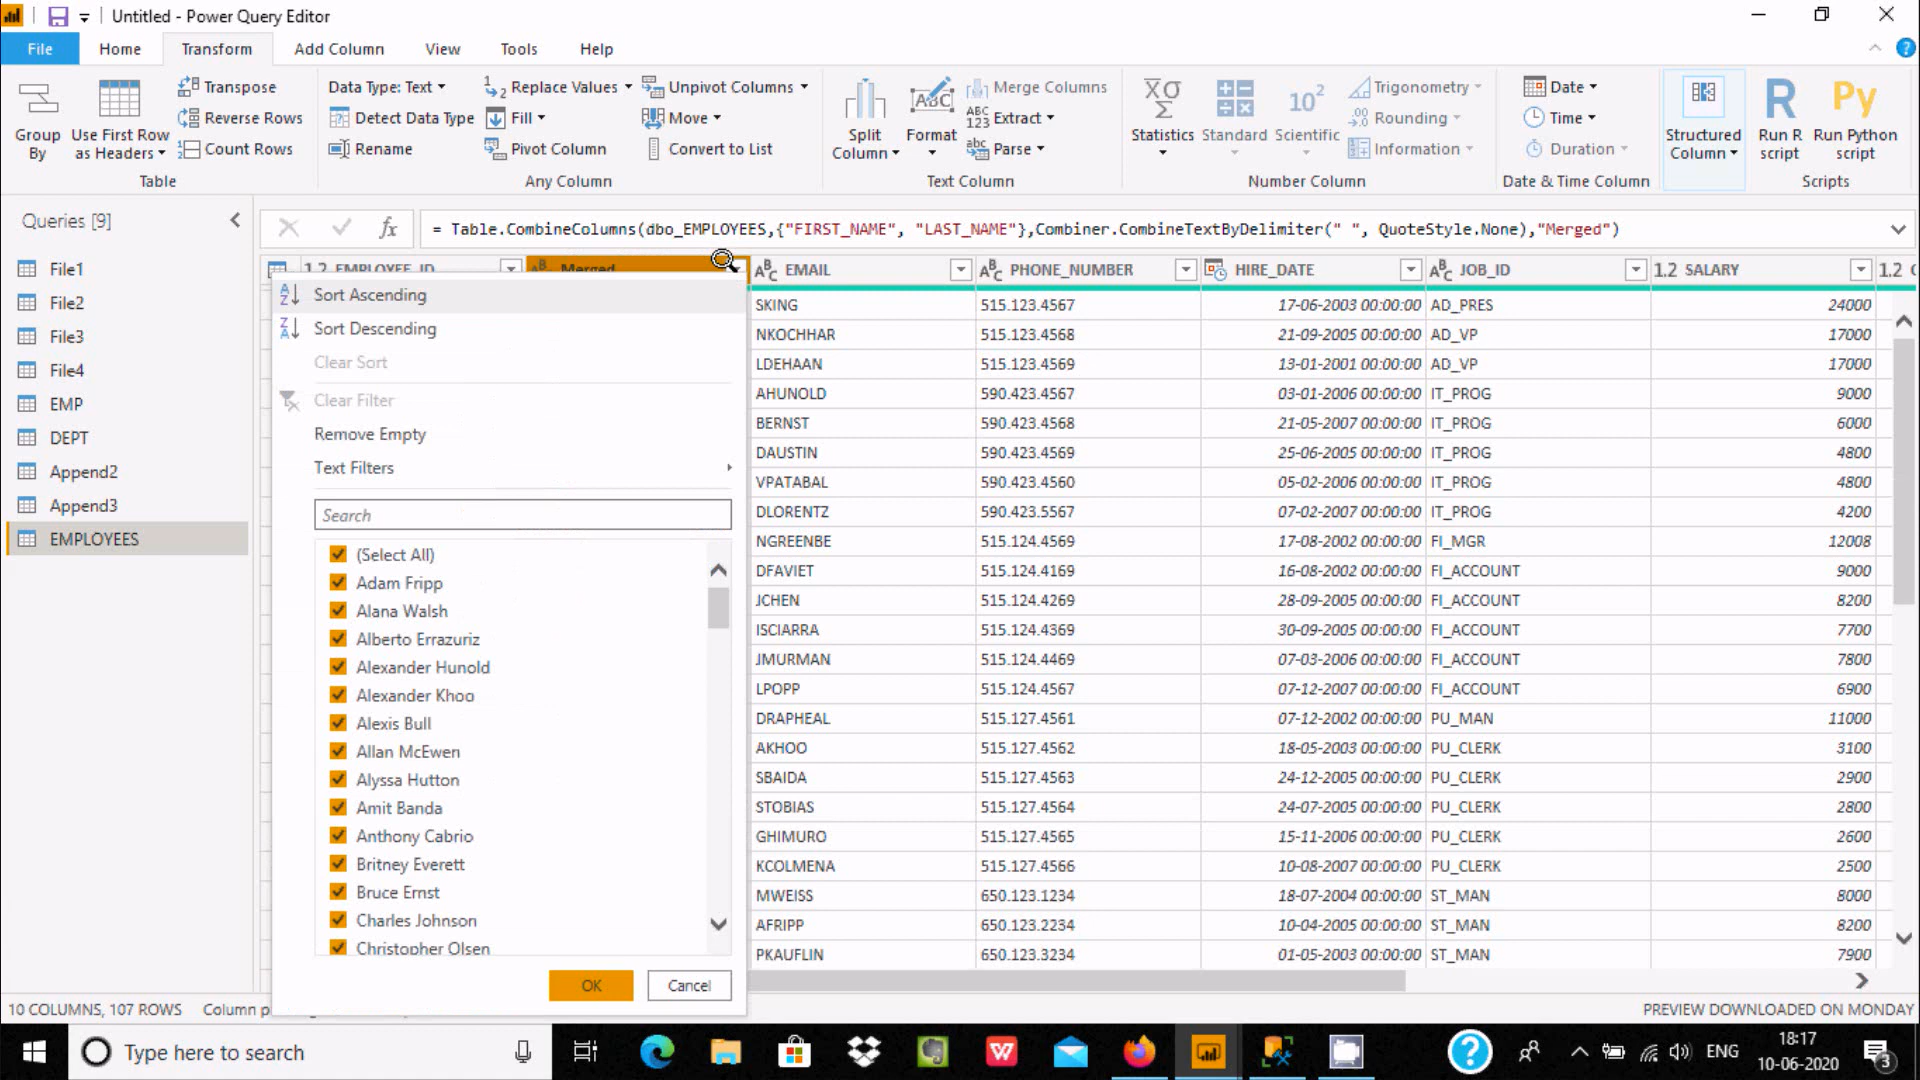 Untitled - Power Query Editor
File Home Transform Add Column View Tools Help
Group By
Use First Row as Headers
Transpose
Reverse Rows
Count Rows
Table
Data Type: Text
Detect Data Type
Rename
Replace Values
Fill
Pivot Column
Unpivot Columns
Move
Convert to List
Any Column
Split Column
Format
Merge Columns
Extract
Parse
Text Column
Statistics
Standard
Scientific
Trigonometry
Rounding
Information
Number Column
Date
Time
Duration
Date & Time Column
Structured Column
Run R script
Run Python script
Scripts
Queries [9]
File1
File2
File3
File4
EMP
DEPT
Append2
Append3
EMPLOYEES
= Table.CombineColumns(dbo_EMPLOYEES,{"FIRST_NAME", "LAST_NAME"},Combiner.CombineTextByDelimiter(" ", QuoteStyle.None),"Merged")
1.2 EMPLOYEE_ID Merged EMAIL PHONE_NUMBER HIRE_DATE JOB_ID 1.2 SALARY 1.2
Sort Ascending
Sort Descending
Clear Sort
Clear Filter
Remove Empty
Text Filters
Search
(Select All)
Adam Fripp
Alana Walsh
Alberto Errazuriz
Alexander Hunold
Alexander Khoo
Alexis Bull
Allan McEwen
Alyssa Hutton
Amit Banda
Anthony Cabrio
Britney Everett
Bruce Ernst
Charles Johnson
Christopher Olsen
OK Cancel
SKING 515.123.4567 17-06-2003 00:00:00 AD_PRES 24000
NKOCHHAR 515.123.4568 21-09-2005 00:00:00 AD_VP 17000
LDEHAAN 515.123.4569 13-01-2001 00:00:00 AD_VP 17000
AHUNOLD 590.423.4567 03-01-2006 00:00:00 IT_PROG 9000
BERNST 590.423.4568 21-05-2007 00:00:00 IT_PROG 6000
DAUSTIN 590.423.4569 25-06-2005 00:00:00 IT_PROG 4800
VPATABAL 590.423.4560 05-02-2006 00:00:00 IT_PROG 4800
DLORENTZ 590.423.5567 07-02-2007 00:00:00 IT_PROG 4200
NGREENBE 515.124.4569 17-08-2002 00:00:00 FI_MGR 12008
DFAVIET 515.124.4169 16-08-2002 00:00:00 FI_ACCOUNT 9000
JCHEN 515.124.4269 28-09-2005 00:00:00 FI_ACCOUNT 8200
ISCIARRA 515.124.4369 30-09-2005 00:00:00 FI_ACCOUNT 7700
JMURMAN 515.124.4469 07-03-2006 00:00:00 FI_ACCOUNT 7800
LPOPP 515.124.4567 07-12-2007 00:00:00 FI_ACCOUNT 6900
DRAPHEAL 515.127.4561 07-12-2002 00:00:00 PU_MAN 11000
AKHOO 515.127.4562 18-05-2003 00:00:00 PU_CLERK 3100
SBAIDA 515.127.4563 24-12-2005 00:00:00 PU_CLERK 2900
STOBIAS 515.127.4564 24-07-2005 00:00:00 PU_CLERK 2800
GHIMURO 515.127.4565 15-11-2006 00:00:00 PU_CLERK 2600
KCOLMENA 515.127.4566 10-08-2007 00:00:00 PU_CLERK 2500
MWEISS 650.123.1234 18-07-2004 00:00:00 ST_MAN 8000
AFRIPP 650.123.2234 10-04-2005 00:00:00 ST_MAN 8200
PKAUFLIN 650.123.3234 01-05-2003 00:00:00 ST_MAN 7900
10 COLUMNS, 107 ROWS Column p
PREVIEW DOWNLOADED ON MONDAY
Type here to search
ENG
18:17
10-06-2020
3